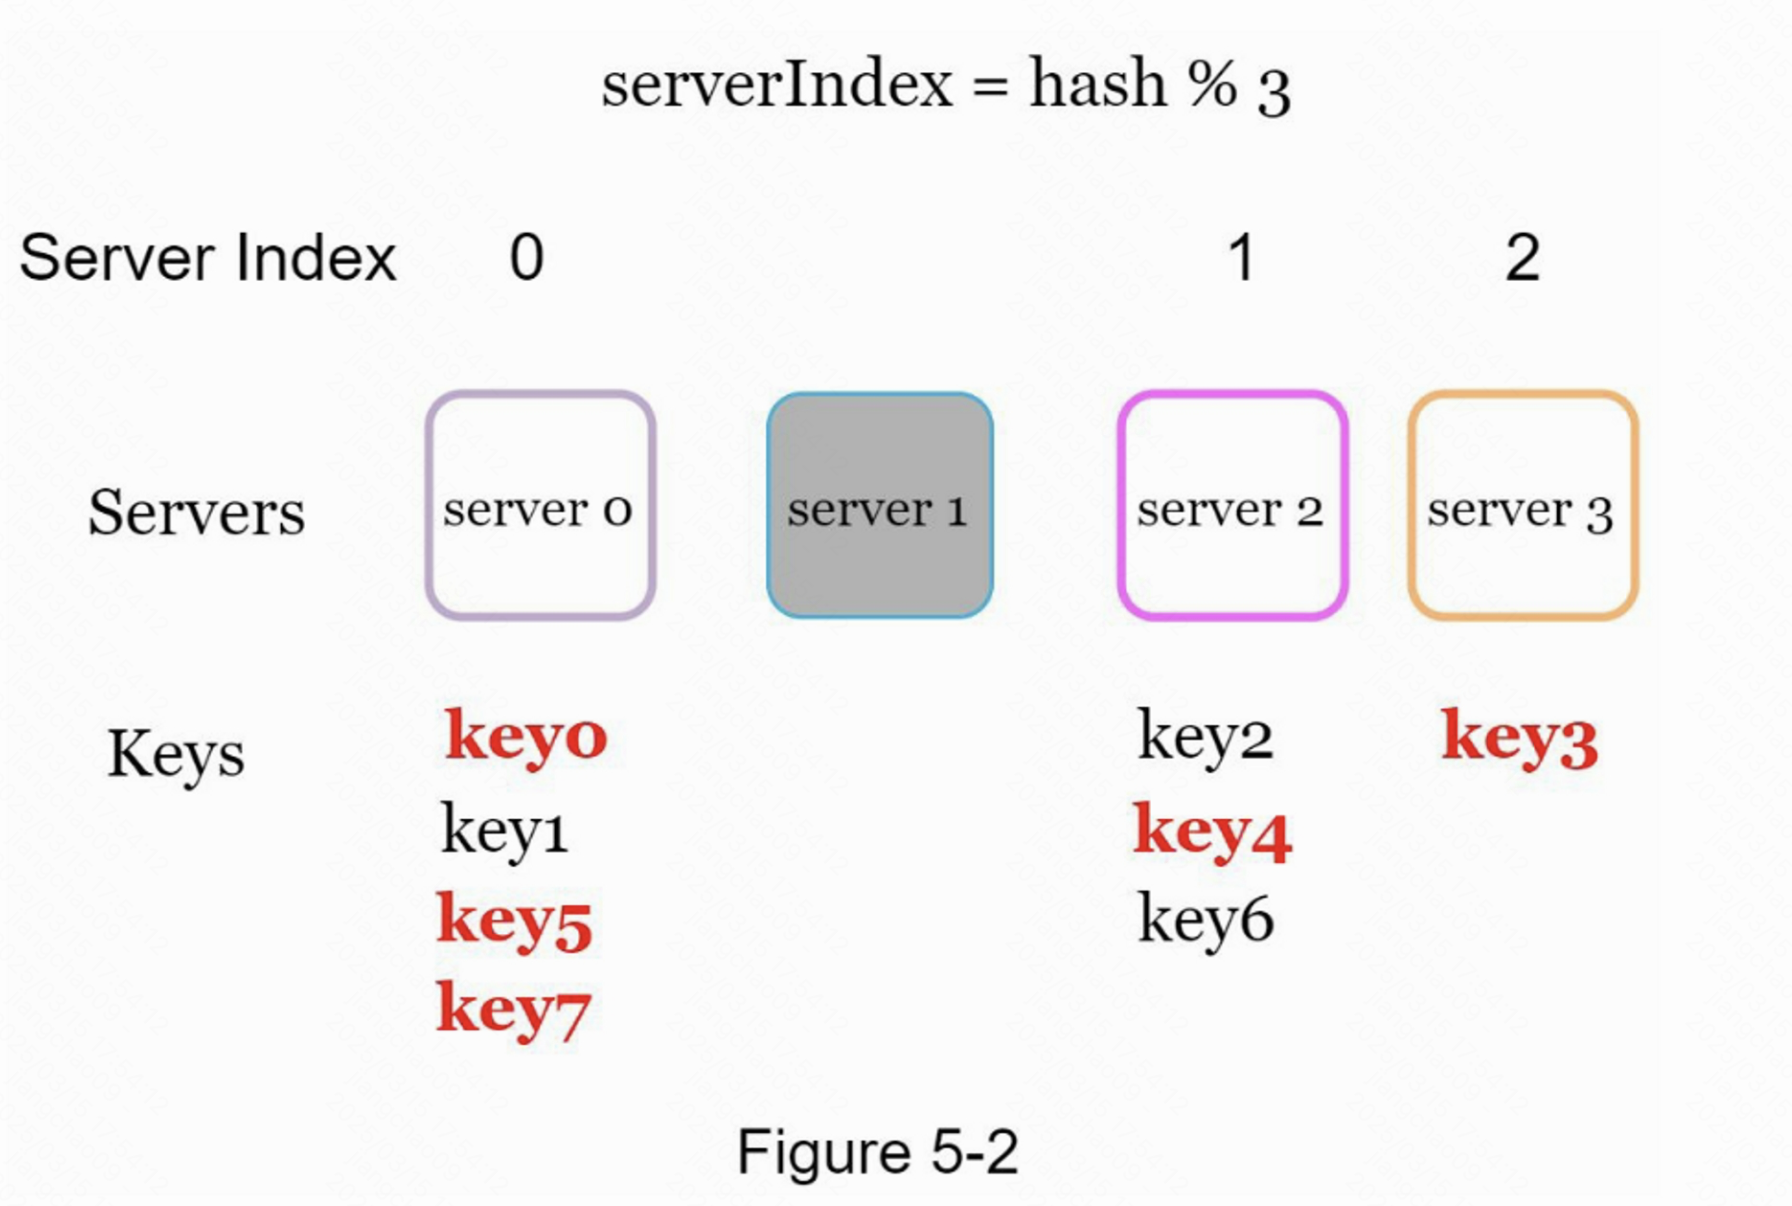 serverIndex = hash % 3
Server Index 0 1 2
Servers server 0 server 1 server 2 server 3
Keys key0 key2 key3
key1 key4
key5 key6
key7
Figure 5-2